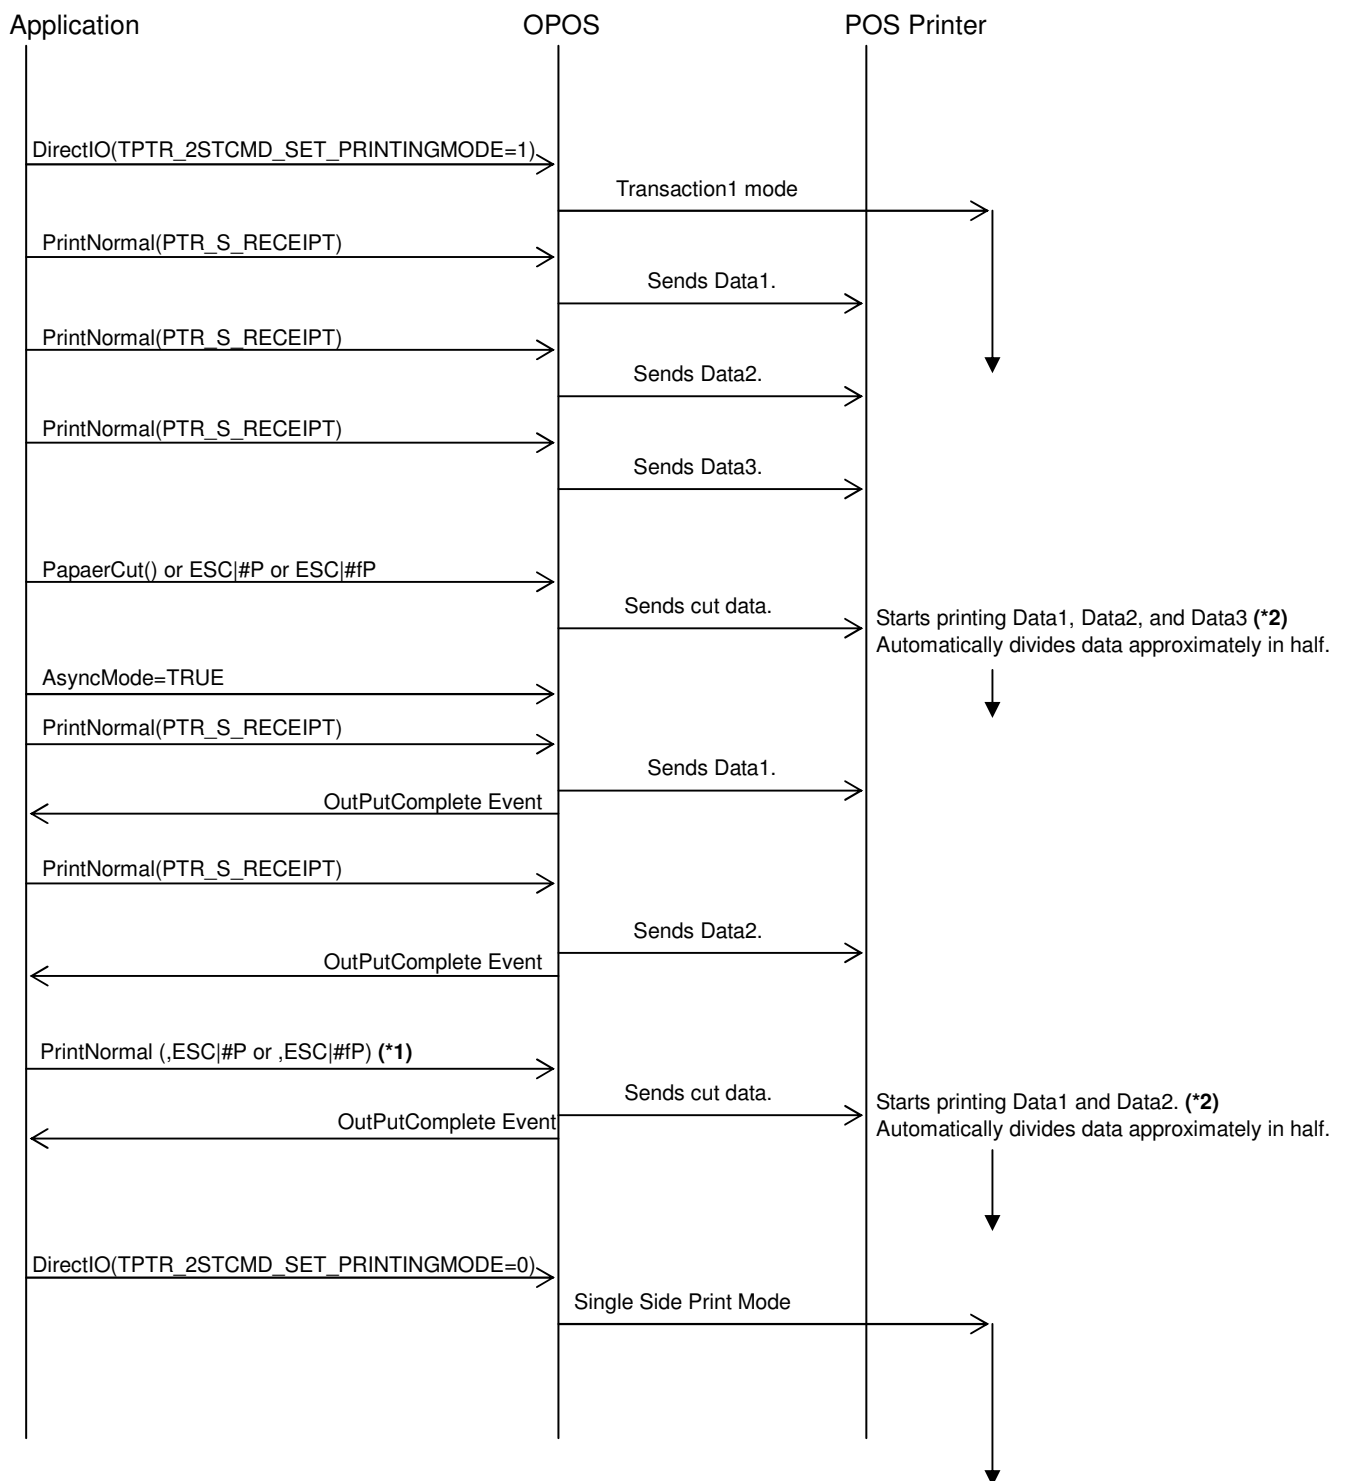 Application
OPOS
POS Printer
DirectIO(TPTR_2STCMD_SET_PRINTINGMODE=1)
Transaction1 mode
PrintNormal(PTR_S_RECEIPT)
Sends Data1.
PrintNormal(PTR_S_RECEIPT)
Sends Data2.
PrintNormal(PTR_S_RECEIPT)
Sends Data3.
PapaerCut() or ESC|#P or ESC|#fP
Sends cut data.
Starts printing Data1, Data2, and Data3 (*2)
Automatically divides data approximately in half.
AsyncMode=TRUE
PrintNormal(PTR_S_RECEIPT)
Sends Data1.
OutPutComplete Event
PrintNormal(PTR_S_RECEIPT)
Sends Data2.
OutPutComplete Event
PrintNormal (,ESC|#P or ,ESC|#fP) (*1)
Sends cut data.
Starts printing Data1 and Data2. (*2)
Automatically divides data approximately in half.
OutPutComplete Event
DirectIO(TPTR_2STCMD_SET_PRINTINGMODE=0)
Single Side Print Mode